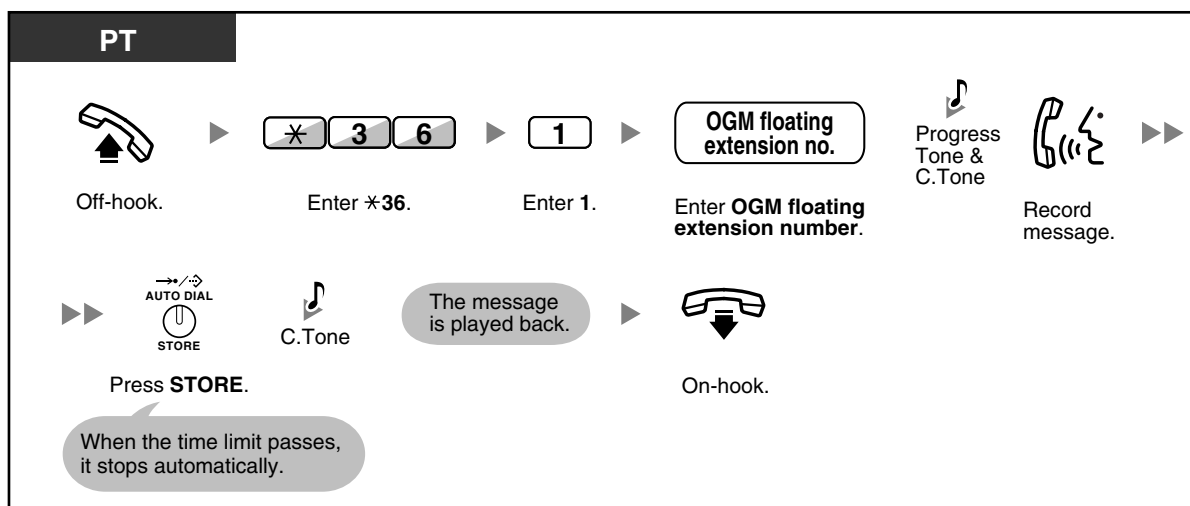 PT
Off-hook.
✳ 3 6
Enter ✳36.
1
Enter 1.
OGM floating
extension no.
Enter OGM floating
extension number.
Progress
Tone &
C.Tone
Record
message.
AUTO DIAL
STORE
Press STORE.
When the time limit passes,
it stops automatically.
C.Tone
The message
is played back.
On-hook.